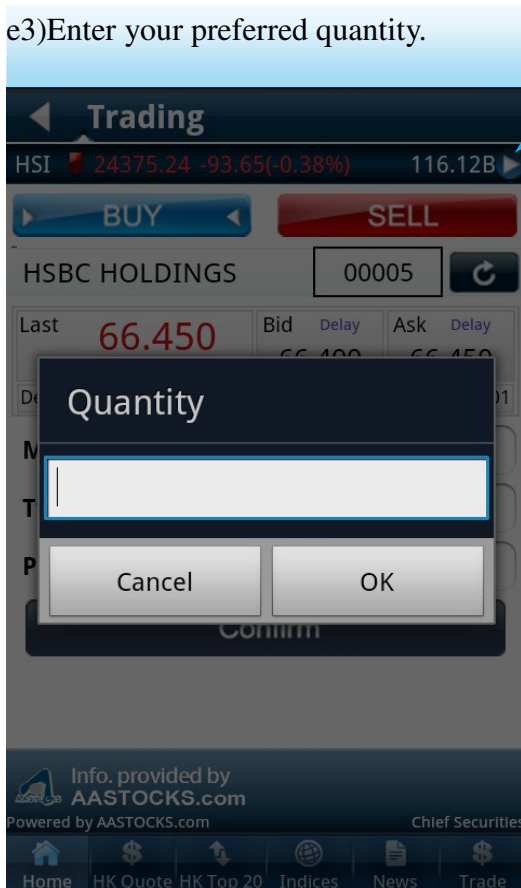 e3)Enter your preferred quantity.
Trading
HSI 24375.24 -93.65(-0.38%) 116.12B
BUY SELL
HSBC HOLDINGS 00005
Last 66.450 Bid Delay Ask Delay
Quantity
Cancel OK
Confirm
Info. provided by
AASTOCKS.com
Powered by AASTOCKS.com Chief Securities
Home HK Quote HK Top 20 Indices News Trade